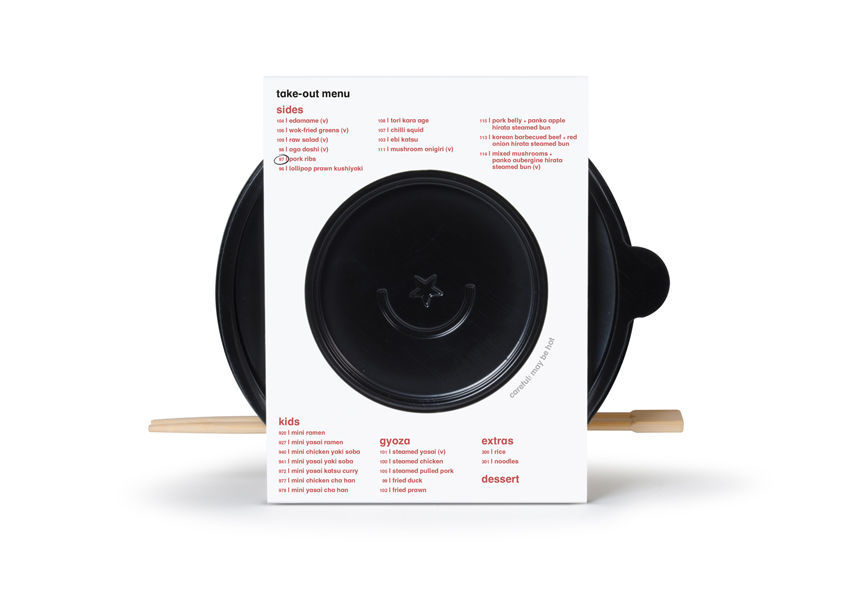 take-out menu
sides
104 | edamame (v)
106 | wok-fried greens (v)
109 | raw salad (v)
98 | aga dashi (v)
97 | pork ribs
96 | lollipop prawn kushiyaki
108 | tori kara age
107 | chilli squid
103 | ebi katsu
111 | mushroom onigiri (v)
115 | pork belly + panko apple
hirata steamed bun
113 | korean barbecued beef + red
onion hirata steamed bun
114 | mixed mushrooms +
panko aubergine hirata
steamed bun (v)
careful: may be hot
kids
920 | mini ramen
927 | mini yasai ramen
940 | mini chicken yaki soba
941 | mini yasai yaki soba
972 | mini yasai katsu curry
977 | mini chicken cha han
978 | mini yasai cha han
gyoza
101 | steamed yasai (v)
100 | steamed chicken
105 | steamed pulled pork
99 | fried duck
102 | fried prawn
extras
300 | rice
301 | noodles
dessert